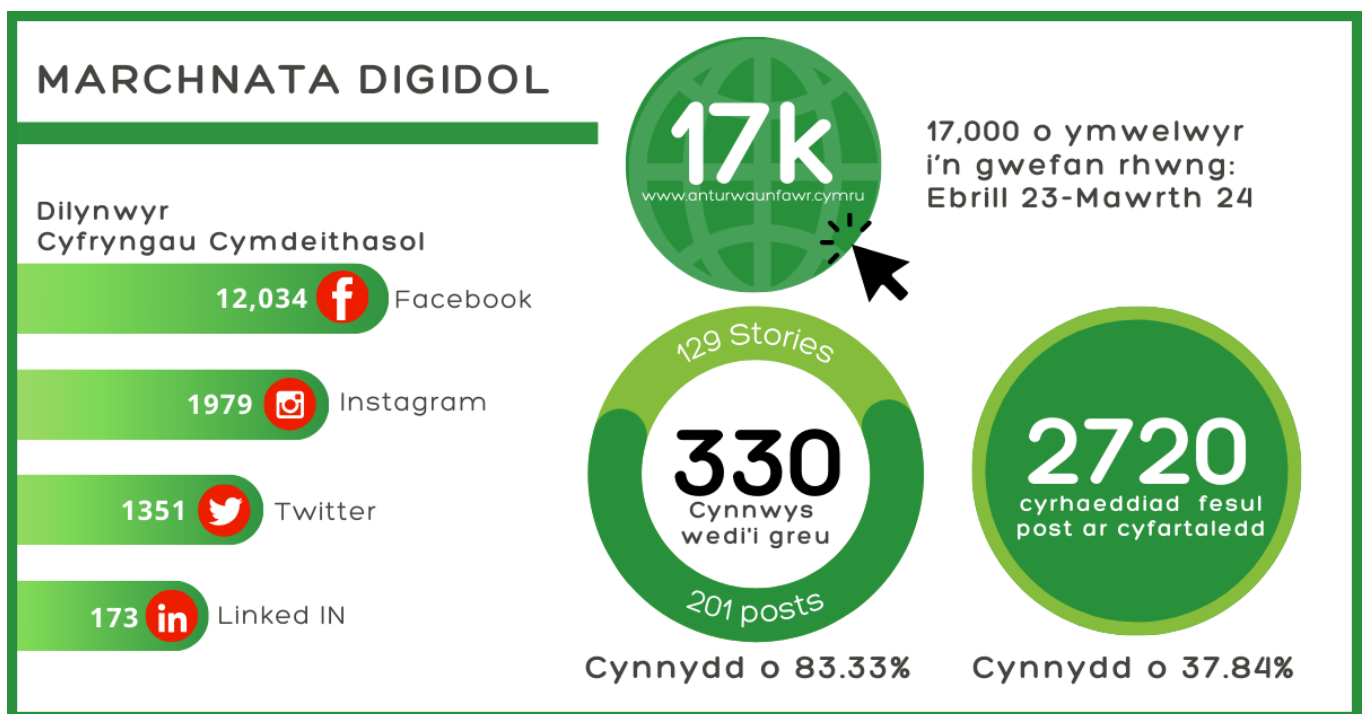 MARCHNATA DIGIDOL
Dilynwyr
Cyfryngau Cymdeithasol
12,034 f Facebook
1979 Instagram
1351 Twitter
173 in Linked IN
17k
www.anturwaunfawr.cymru
17,000 o ymwelwyr
i'n gwefan rhwng:
Ebrill 23-Mawrth 24
129 Stories
330
Cynnwys
wedi'i greu
201 posts
Cynnydd o 83.33%
2720
cyrhaeddiad fesul
post ar cyfartaledd
Cynnydd o 37.84%